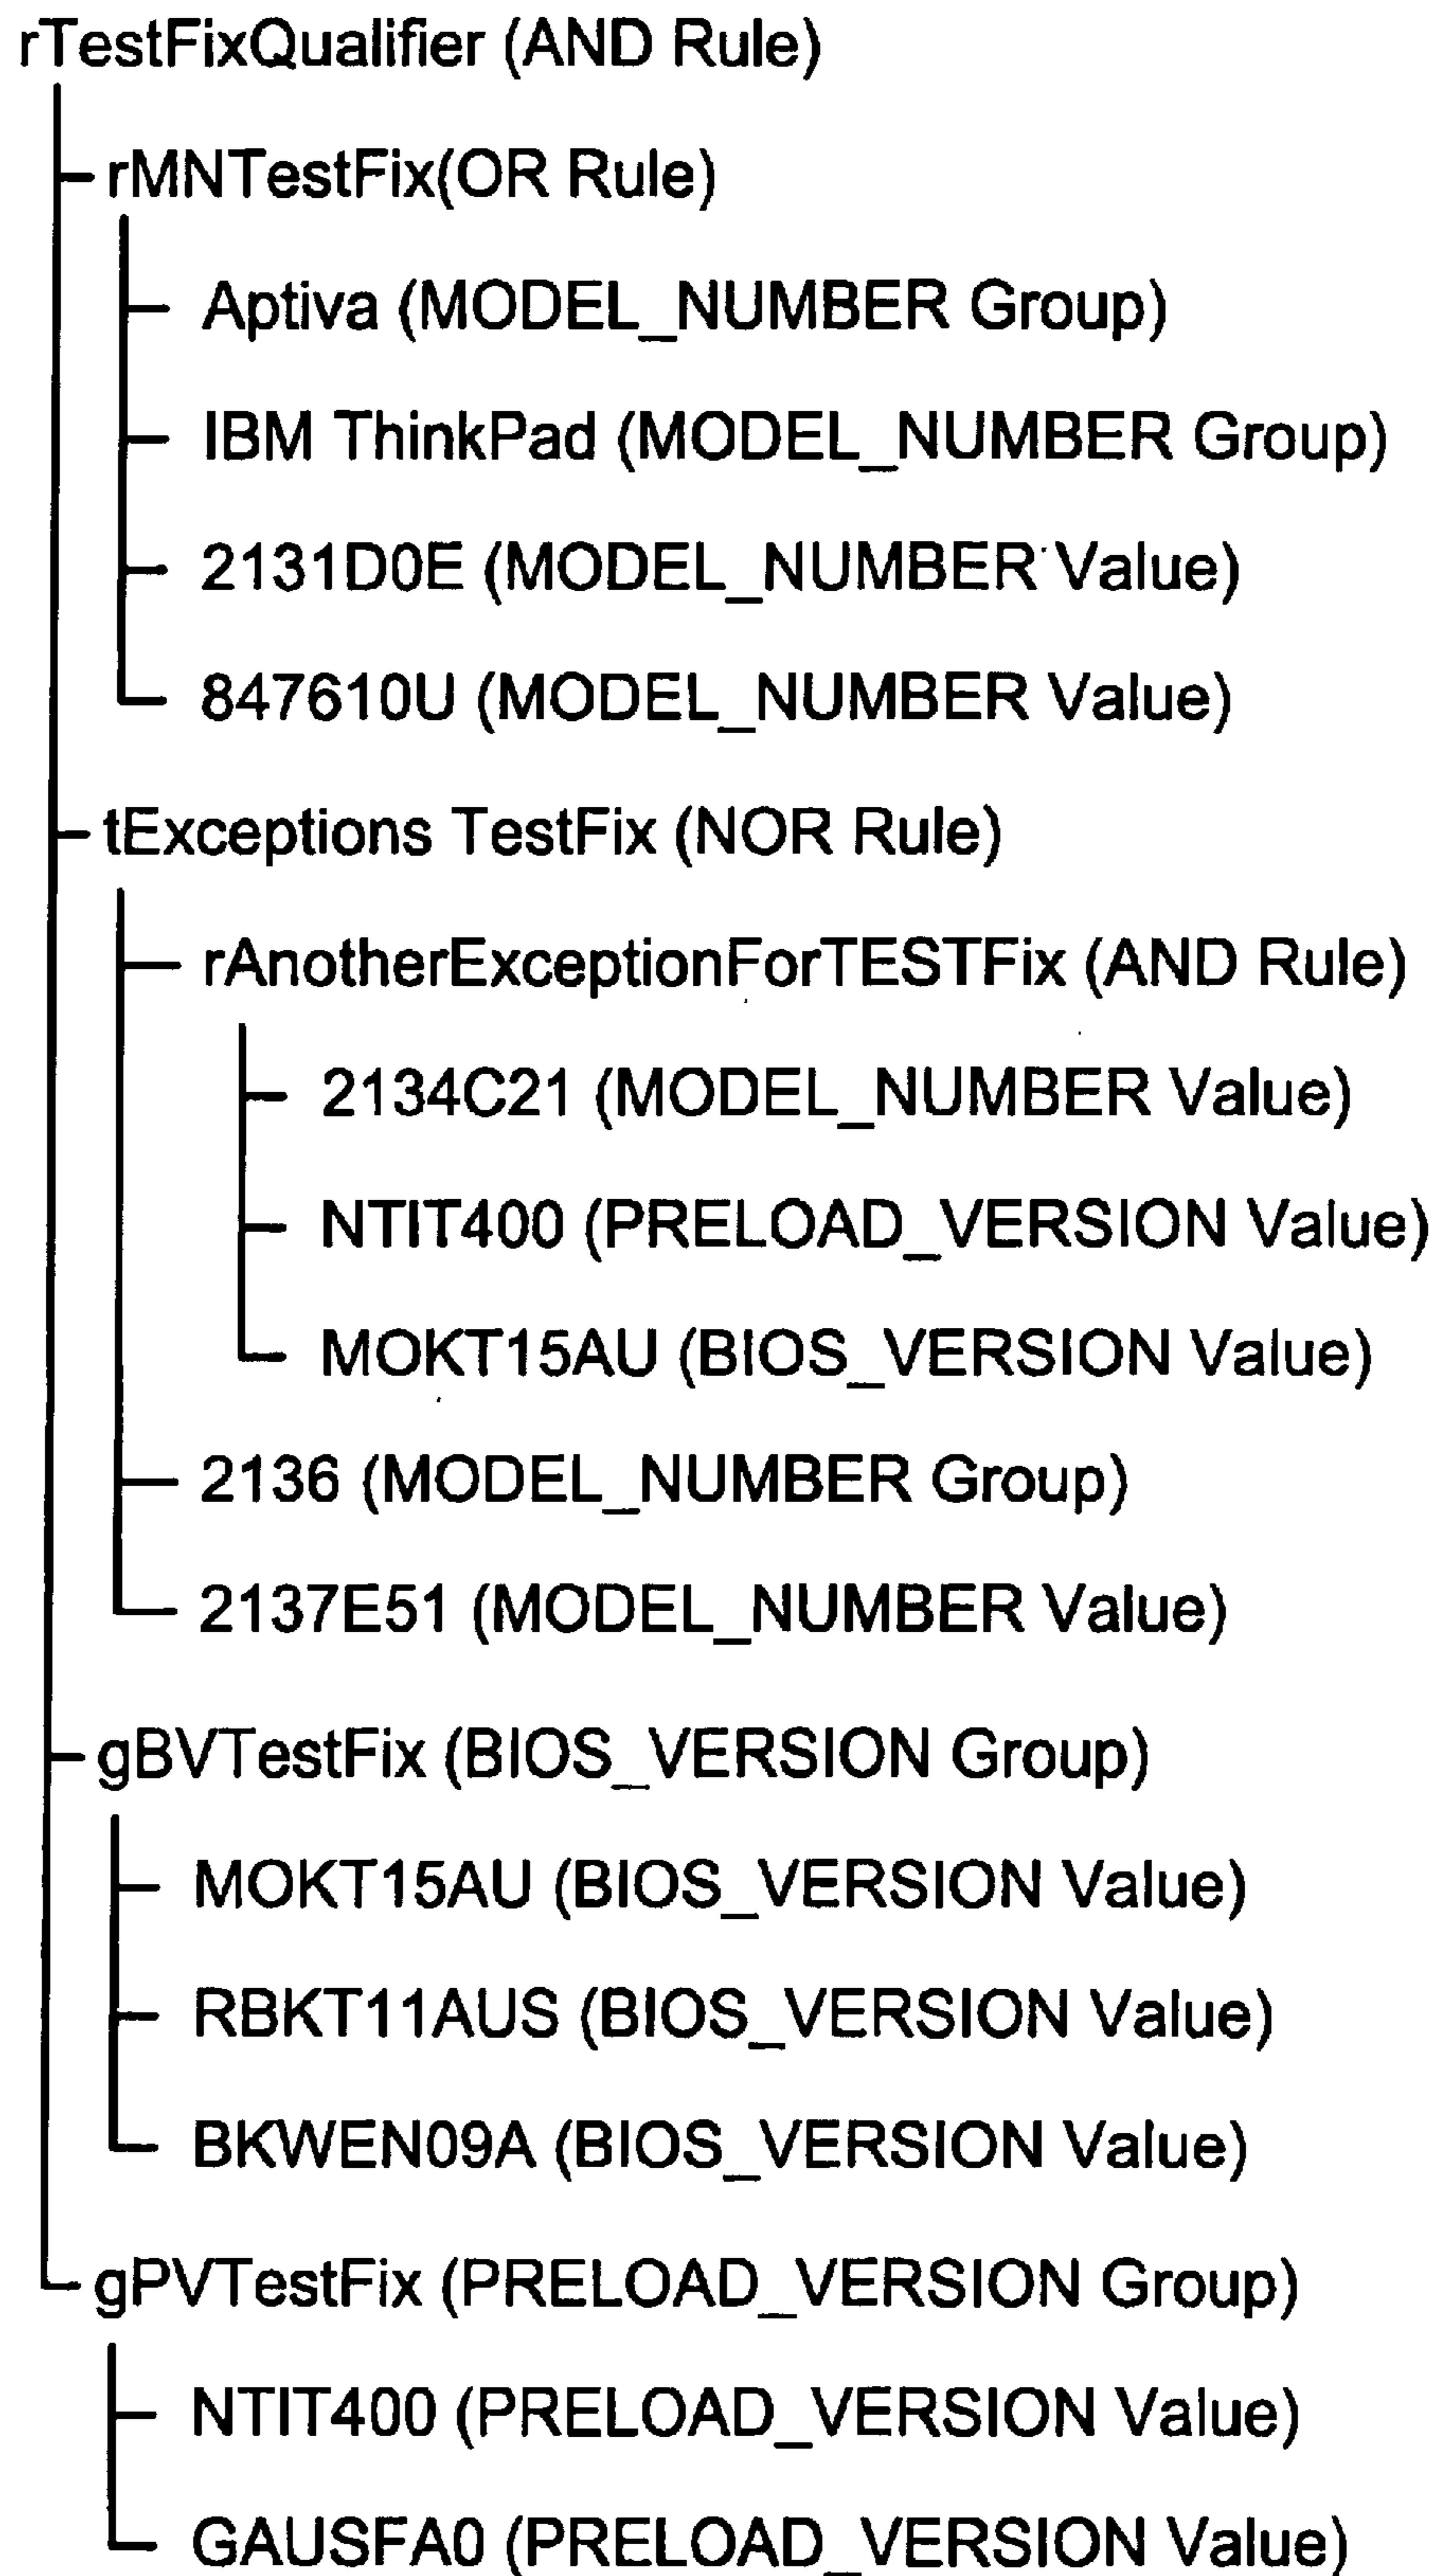 rTestFixQualifier (AND Rule)
rMNTestFix(OR Rule)
Aptiva (MODEL_NUMBER Group)
IBM ThinkPad (MODEL_NUMBER Group)
2131D0E (MODEL_NUMBER Value)
847610U (MODEL_NUMBER Value)
tExceptions TestFix (NOR Rule)
rAnotherExceptionForTESTFix (AND Rule)
2134C21 (MODEL_NUMBER Value)
NTIT400 (PRELOAD_VERSION Value)
MOKT15AU (BIOS_VERSION Value)
2136 (MODEL_NUMBER Group)
2137E51 (MODEL_NUMBER Value)
gBVTestFix (BIOS_VERSION Group)
MOKT15AU (BIOS_VERSION Value)
RBKT11AUS (BIOS_VERSION Value)
BKWEN09A (BIOS_VERSION Value)
gPVTestFix (PRELOAD_VERSION Group)
NTIT400 (PRELOAD_VERSION Value)
GAUSFA0 (PRELOAD_VERSION Value)